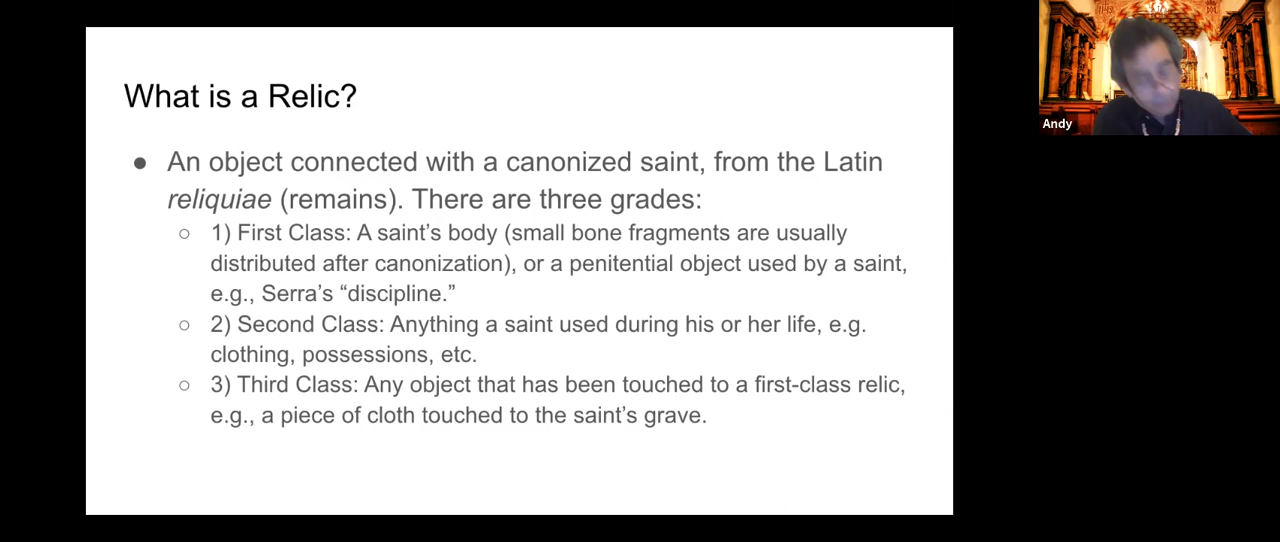 What is a Relic?
● An object connected with a canonized saint, from the Latin
reliquiae (remains). There are three grades:
○ 1) First Class: A saint’s body (small bone fragments are usually
distributed after canonization), or a penitential object used by a saint,
e.g., Serra’s “discipline.”
○ 2) Second Class: Anything a saint used during his or her life, e.g.
clothing, possessions, etc.
○ 3) Third Class: Any object that has been touched to a first-class relic,
e.g., a piece of cloth touched to the saint’s grave.
Andy